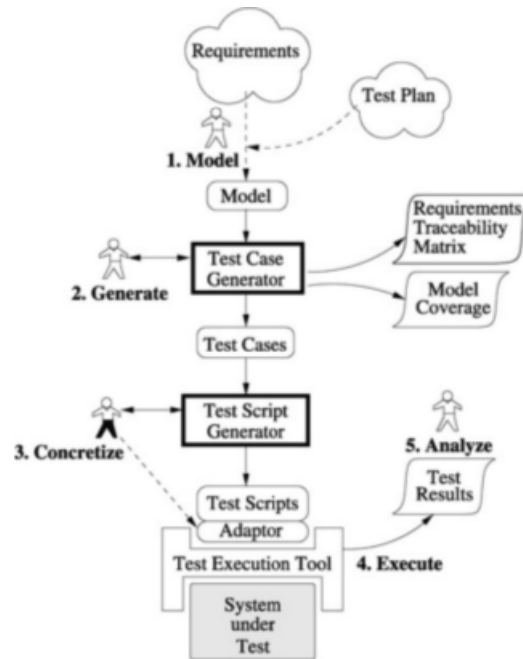 Requirements
Test Plan
1. Model
Model
Requirements
Traceability
Matrix
Test Case
Generator
2. Generate
Model
Coverage
Test Cases
Test Script
Generator
3. Concretize
5. Analyze
Test
Results
Test Scripts
Adaptor
Test Execution Tool
4. Execute
System
under
Test